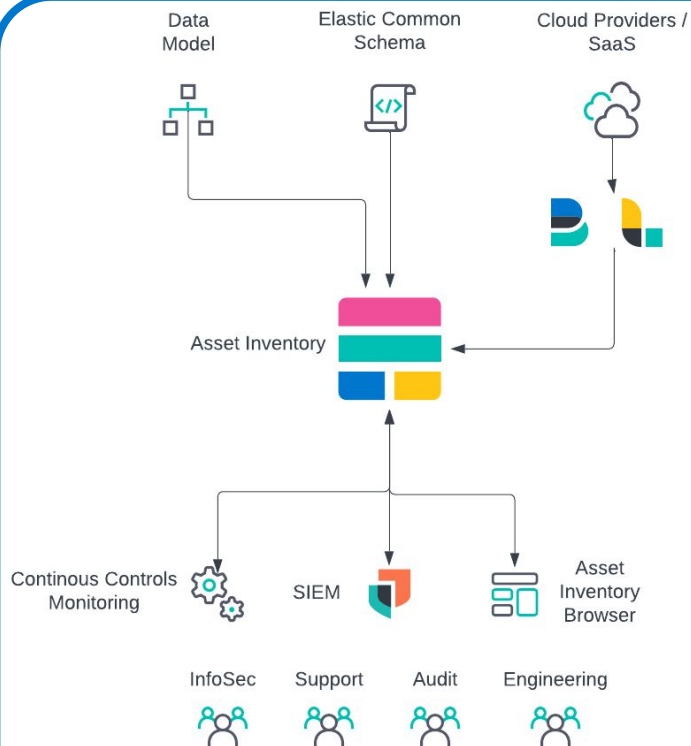 Data
Model
Elastic Common
Schema
Cloud Providers /
SaaS
</>
Asset Inventory
Continous Controls
Monitoring
SIEM
Asset
Inventory
Browser
InfoSec
Support
Audit
Engineering